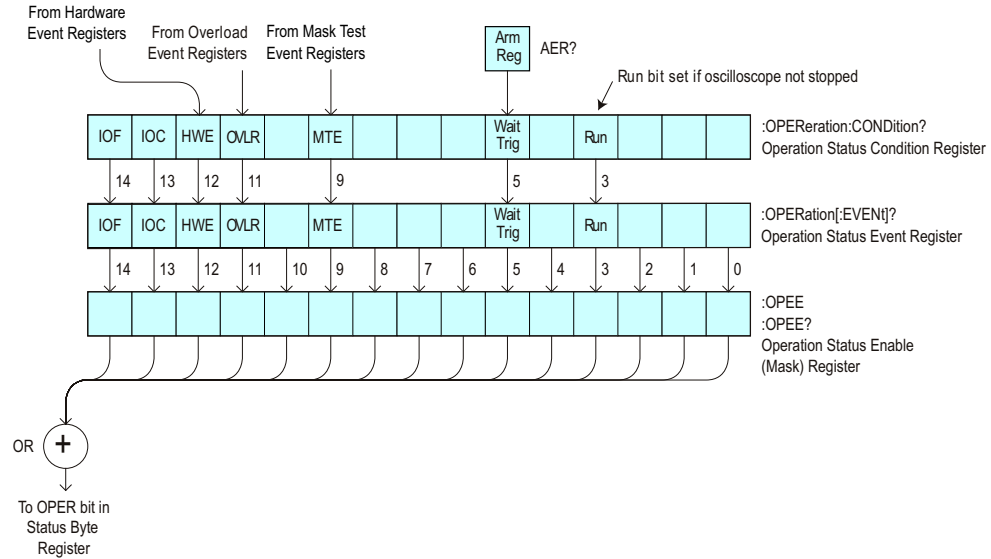 From Hardware
Event Registers
From Overload
Event Registers
From Mask Test
Event Registers
Arm
Reg
AER?
Run bit set if oscilloscope not stopped
IOF IOC HWE OVLR MTE Wait Trig Run
:OPEReration:CONDition?
Operation Status Condition Register
14 13 12 11 9 5 3
IOF IOC HWE OVLR MTE Wait Trig Run
:OPERation[:EVENt]?
Operation Status Event Register
14 13 12 11 10 9 8 7 6 5 4 3 2 1 0
:OPEE
:OPEE?
Operation Status Enable
(Mask) Register
OR +
To OPER bit in
Status Byte
Register